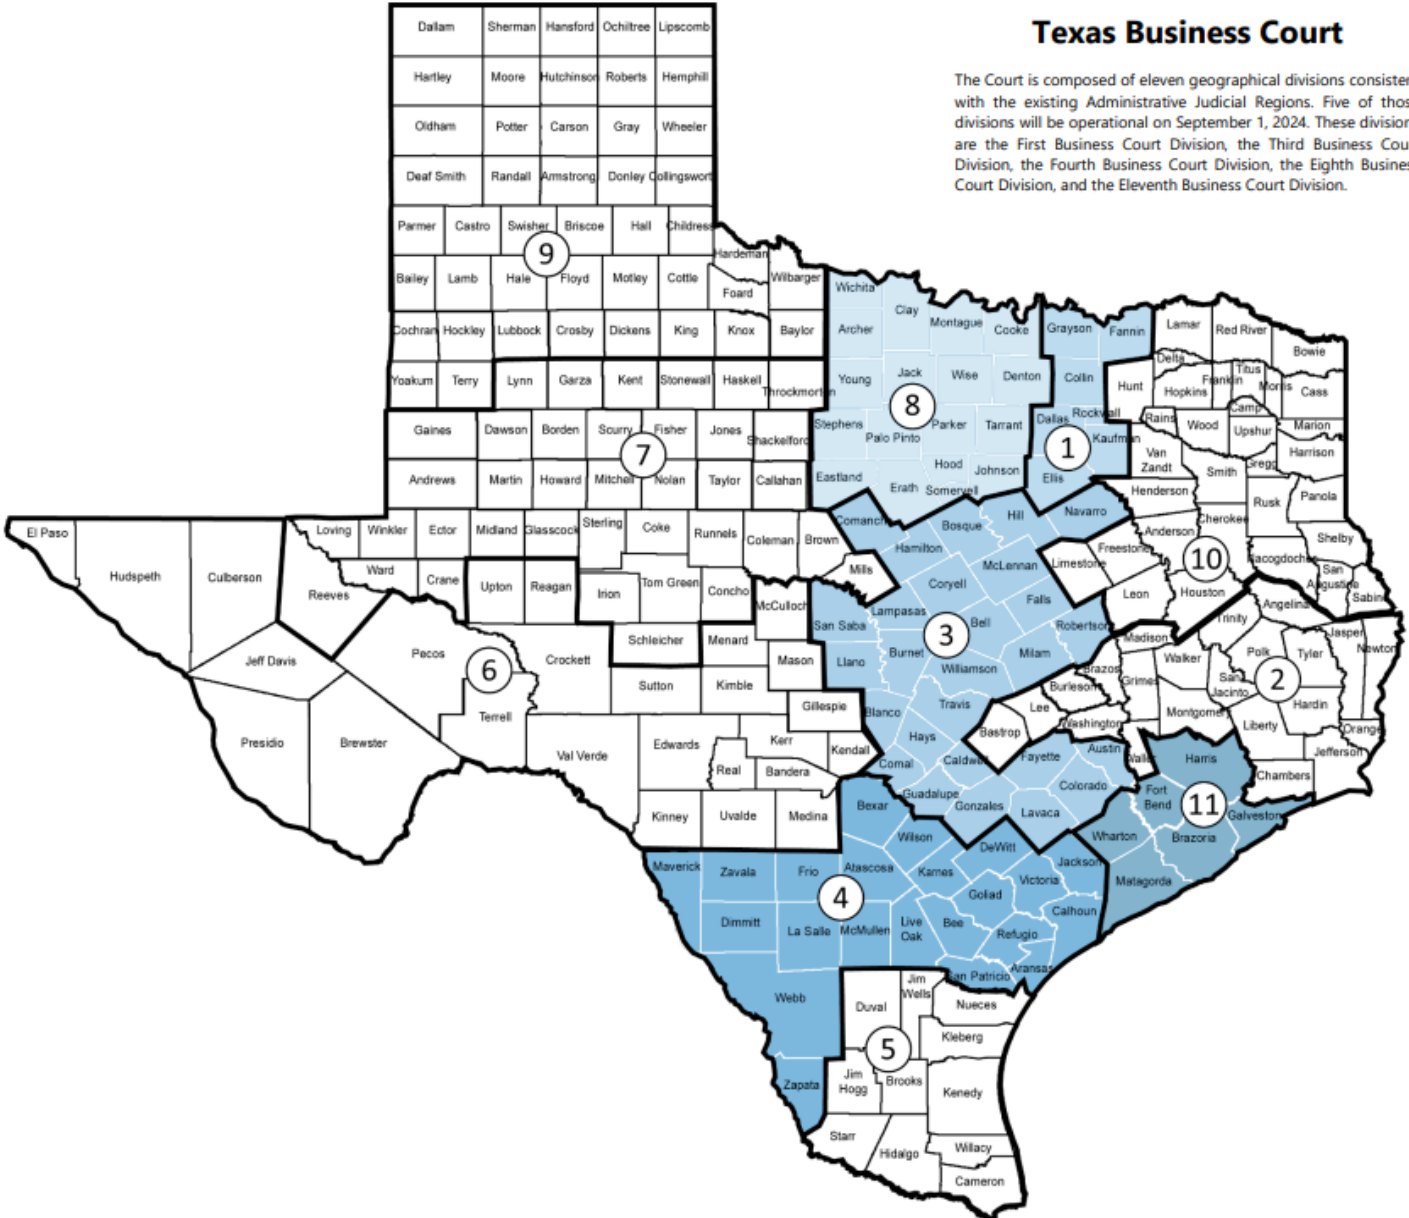 Texas Business Court
The Court is composed of eleven geographical divisions consister
with the existing Administrative Judicial Regions. Five of thos
divisions will be operational on September 1, 2024. These division
are the First Business Court Division, the Third Business Cou
Division, the Fourth Business Court Division, the Eighth Busines
Court Division, and the Eleventh Business Court Division.
Dallam Sherman Hansford Ochiltree Lipscomb
Hartley Moore Hutchinson Roberts Hemphill
Oldham Potter Carson Gray Wheeler
Deaf Smith Randall Armstrong Donley Collingswort
Parmer Castro Swisher Briscoe Hall Childress
9
Hardeman
Bailey Lamb Hale Floyd Motley Cottle Foard Wilbarger
Cochran Hockley Lubbock Crosby Dickens King Knox Baylor
Yoakum Terry Lynn Garza Kent Stonewall Haskell Throckmorton
Wichita Clay Montague Cooke Grayson Fannin Lamar Red River Bowie
Archer
Young Jack Wise Denton Collin Hunt Delta Hopkins Franklin Titus Morris Cass
8
Stephens Palo Pinto Parker Tarrant Dallas Rockwall Kaufman Rains Wood Camp Upshur Marion
1
Eastland Erath Hood Somervell Johnson Ellis Van Zandt Smith Gregg Harrison
Gaines Dawson Borden Scurry Fisher Jones Shackelford
7
Andrews Martin Howard Mitchell Nolan Taylor Callahan
Comanch Hamilton Bosque Hill Navarro Henderson Anderson Cherokee Rusk Panola
El Paso Hudspeth Culberson
Loving Winkler Ector Midland Glasscock Sterling Coke Runnels Coleman Brown Mills
Ward Crane Upton Reagan Irion Tom Green Concho McCulloch
Reeves
Coryell McLennan Limestone Freestone Leon Houston Nacogdoches Shelby San Augustine Sabine
10
San Saba Lampasas Bell Falls Robertson Madison Trinity Angelina
3
Jeff Davis Pecos Crockett Schleicher Menard Mason
6
Llano Burnet Williamson Milam Brazos Grimes Walker Polk Tyler Jasper Newton
2
San Jacinto
Presidio Brewster Terrell Val Verde Sutton Kimble Gillespie
Blanco Travis Bastrop Lee Burleson Washington Montgomery Liberty Hardin Orange
Edwards Kerr Kendall Real Bandera
Hays Comal Caldwell Fayette Austin Waller Harris Chambers Jefferson
Kinney Uvalde Medina
Bexar Guadalupe Gonzales Lavaca Colorado Fort Bend Galveston
11
Wilson DeWitt Jackson Wharton Brazoria
Maverick Zavala Frio Atascosa Karnes Goliad Victoria Matagorda
4
Dimmitt La Salle McMullen Live Oak Bee Refugio Calhoun
Webb San Patricio Aransas
Duval Jim Wells Nueces
5
Kleberg
Zapata Jim Hogg Brooks Kenedy
Starr Hidalgo Willacy
Cameron